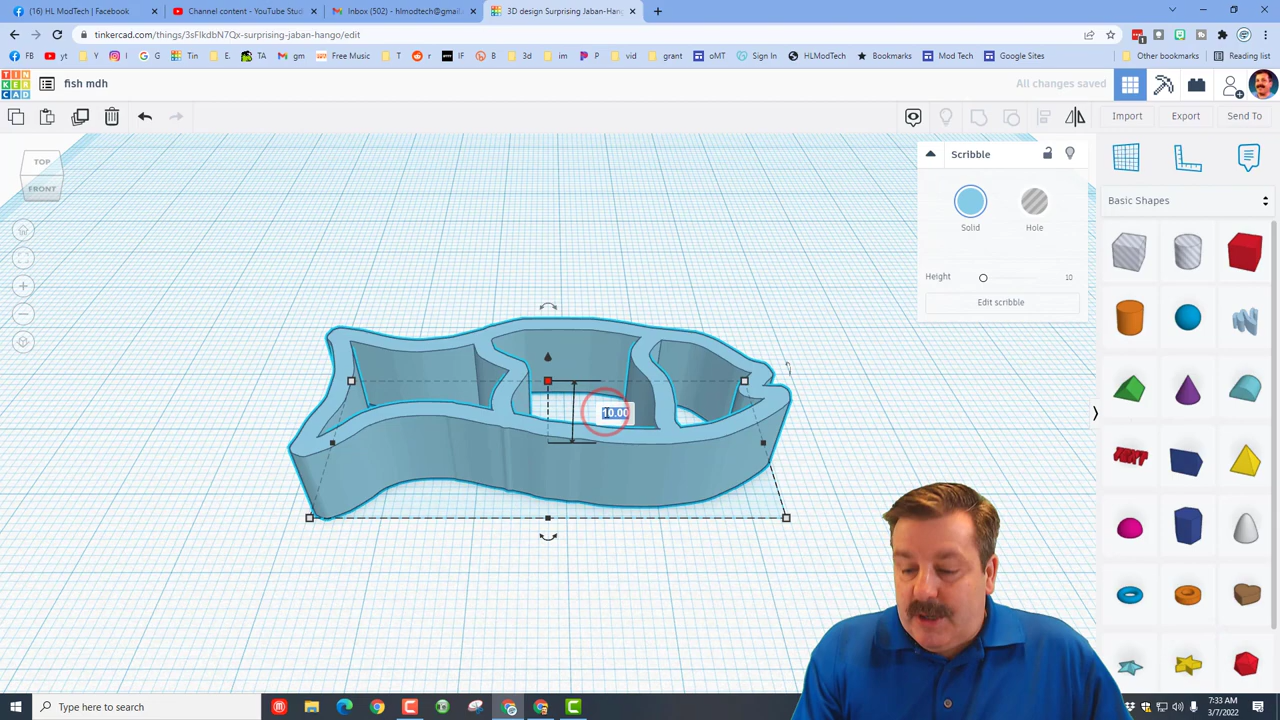 (16) HL ModTech | Facebook
Channel content - YouTube Stud
Inbox (502) - hlmodtech@gmail.c
3D design Surprising Jaban-Hang
tinkercad.com/things/3sFlkdbN7Qx-surprising-jaban-hango/edit
FB
yt
Y
G
TA
gm
Free Music
T
r
IF
B
3d
im
P
vid
grant
oMT
Sign In
HLModTech
Bookmarks
Mod Tech
Google Sites
Other bookmarks
Reading list
TIN
KER
CAD
fish mdh
All changes saved
Import
Export
Send To
TOP
FRONT
Scribble
Solid
Hole
Height
10
Edit scribble
Basic Shapes
10.00
Type here to search
7:33 AM
3/7/2022